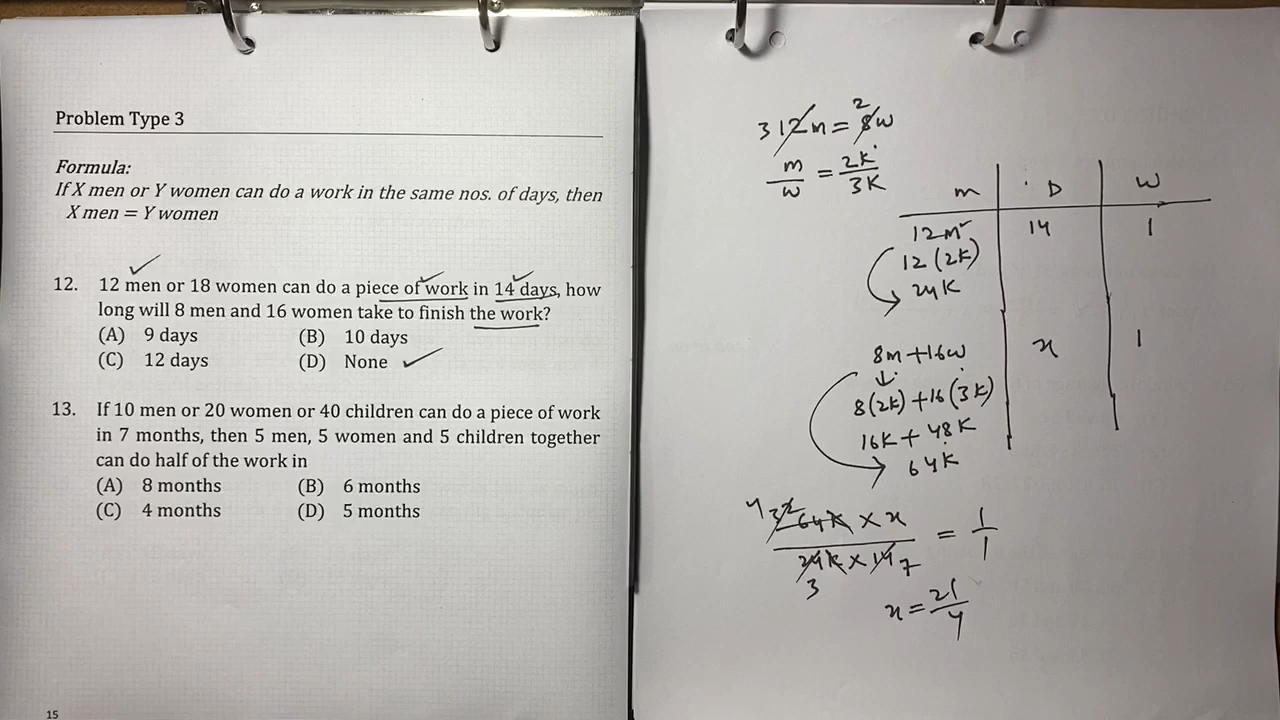 Problem Type 3
Formula:
If X men or Y women can do a work in the same nos. of days, then
X men = Y women
12. 12 men or 18 women can do a piece of work in 14 days, how
long will 8 men and 16 women take to finish the work?
(A) 9 days (B) 10 days
(C) 12 days (D) None
13. If 10 men or 20 women or 40 children can do a piece of work
in 7 months, then 5 men, 5 women and 5 children together
can do half of the work in
(A) 8 months (B) 6 months
(C) 4 months (D) 5 months
15
3 12m = 8w 2
m/w = 2K/3K
m D W
12m 14 1
12(2K)
24K
8m+16w x 1
8(2K)+16(3K)
16K+48K
64K
4 32 64K × x / 24K × 14 = 1/1
3 7
x = 21/4